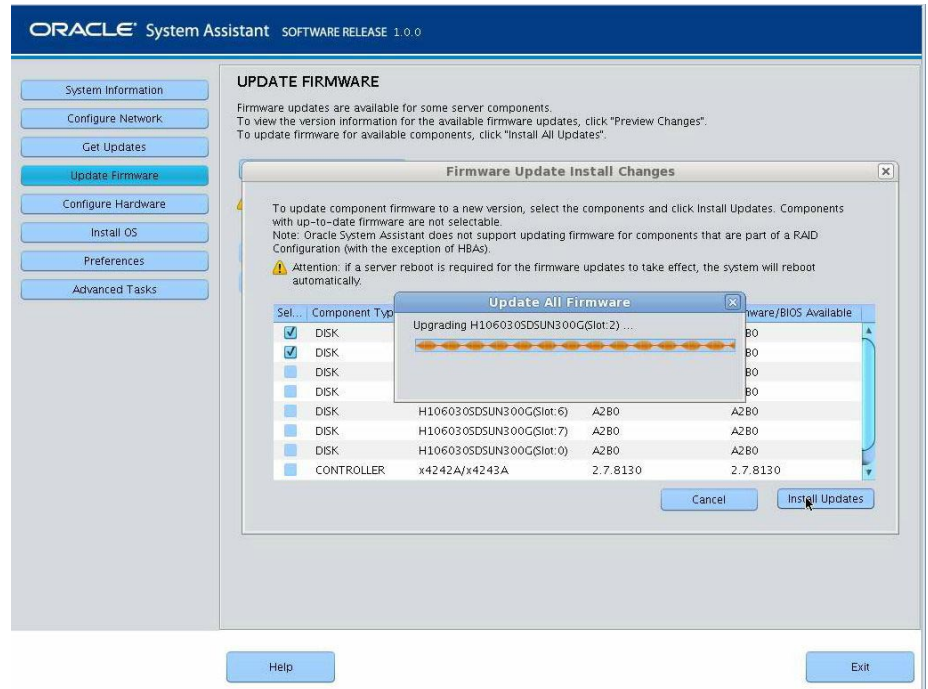 ORACLE System Assistant SOFTWARE RELEASE 1.0.0
System Information
Configure Network
Get Updates
Update Firmware
Configure Hardware
Install OS
Preferences
Advanced Tasks
UPDATE FIRMWARE
Firmware updates are available for some server components.
To view the version information for the available firmware updates, click "Preview Changes".
To update firmware for available components, click "Install All Updates".
Firmware Update Install Changes
To update component firmware to a new version, select the components and click Install Updates. Components
with up-to-date firmware are not selectable.
Note: Oracle System Assistant does not support updating firmware for components that are part of a RAID
Configuration (with the exception of HBAs).
Attention: if a server reboot is required for the firmware updates to take effect, the system will reboot
automatically.
Sel... Component Typ
Update All Firmware
Upgrading H106030SDSUN300G(Slot:2) ...
nware/BIOS Available
DISK B0
DISK B0
DISK B0
DISK B0
DISK H106030SDSUN300G(Slot:6) A2B0 A2B0
DISK H106030SDSUN300G(Slot:7) A2B0 A2B0
DISK H106030SDSUN300G(Slot:0) A2B0 A2B0
CONTROLLER x4242A/x4243A 2.7.8130 2.7.8130
Cancel Install Updates
Help Exit